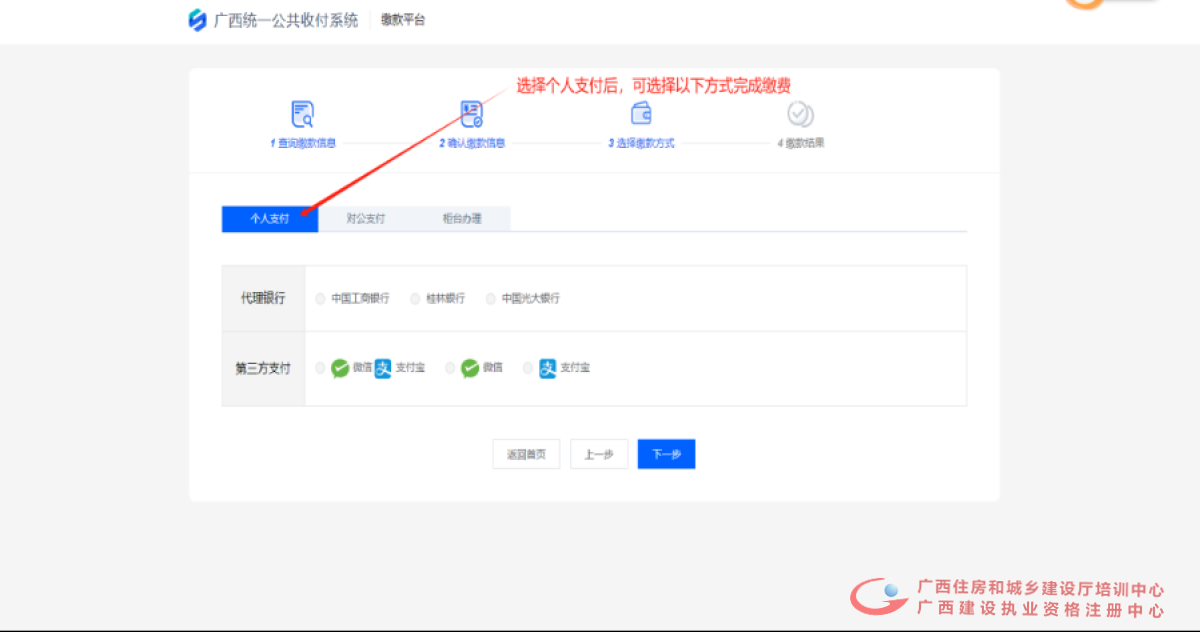 广西统一公共收付系统 缴款平台
选择个人支付后，可选择以下方式完成缴费
1 查询缴款信息 2 确认缴款信息 3 选择缴款方式 4 缴款结果
个人支付 对公支付 柜台办理
代理银行 中国工商银行 桂林银行 中国光大银行
第三方支付 微信 支付宝 微信 支付宝
返回首页 上一步 下一步
广西住房和城乡建设厅培训中心
广西建设执业资格注册中心